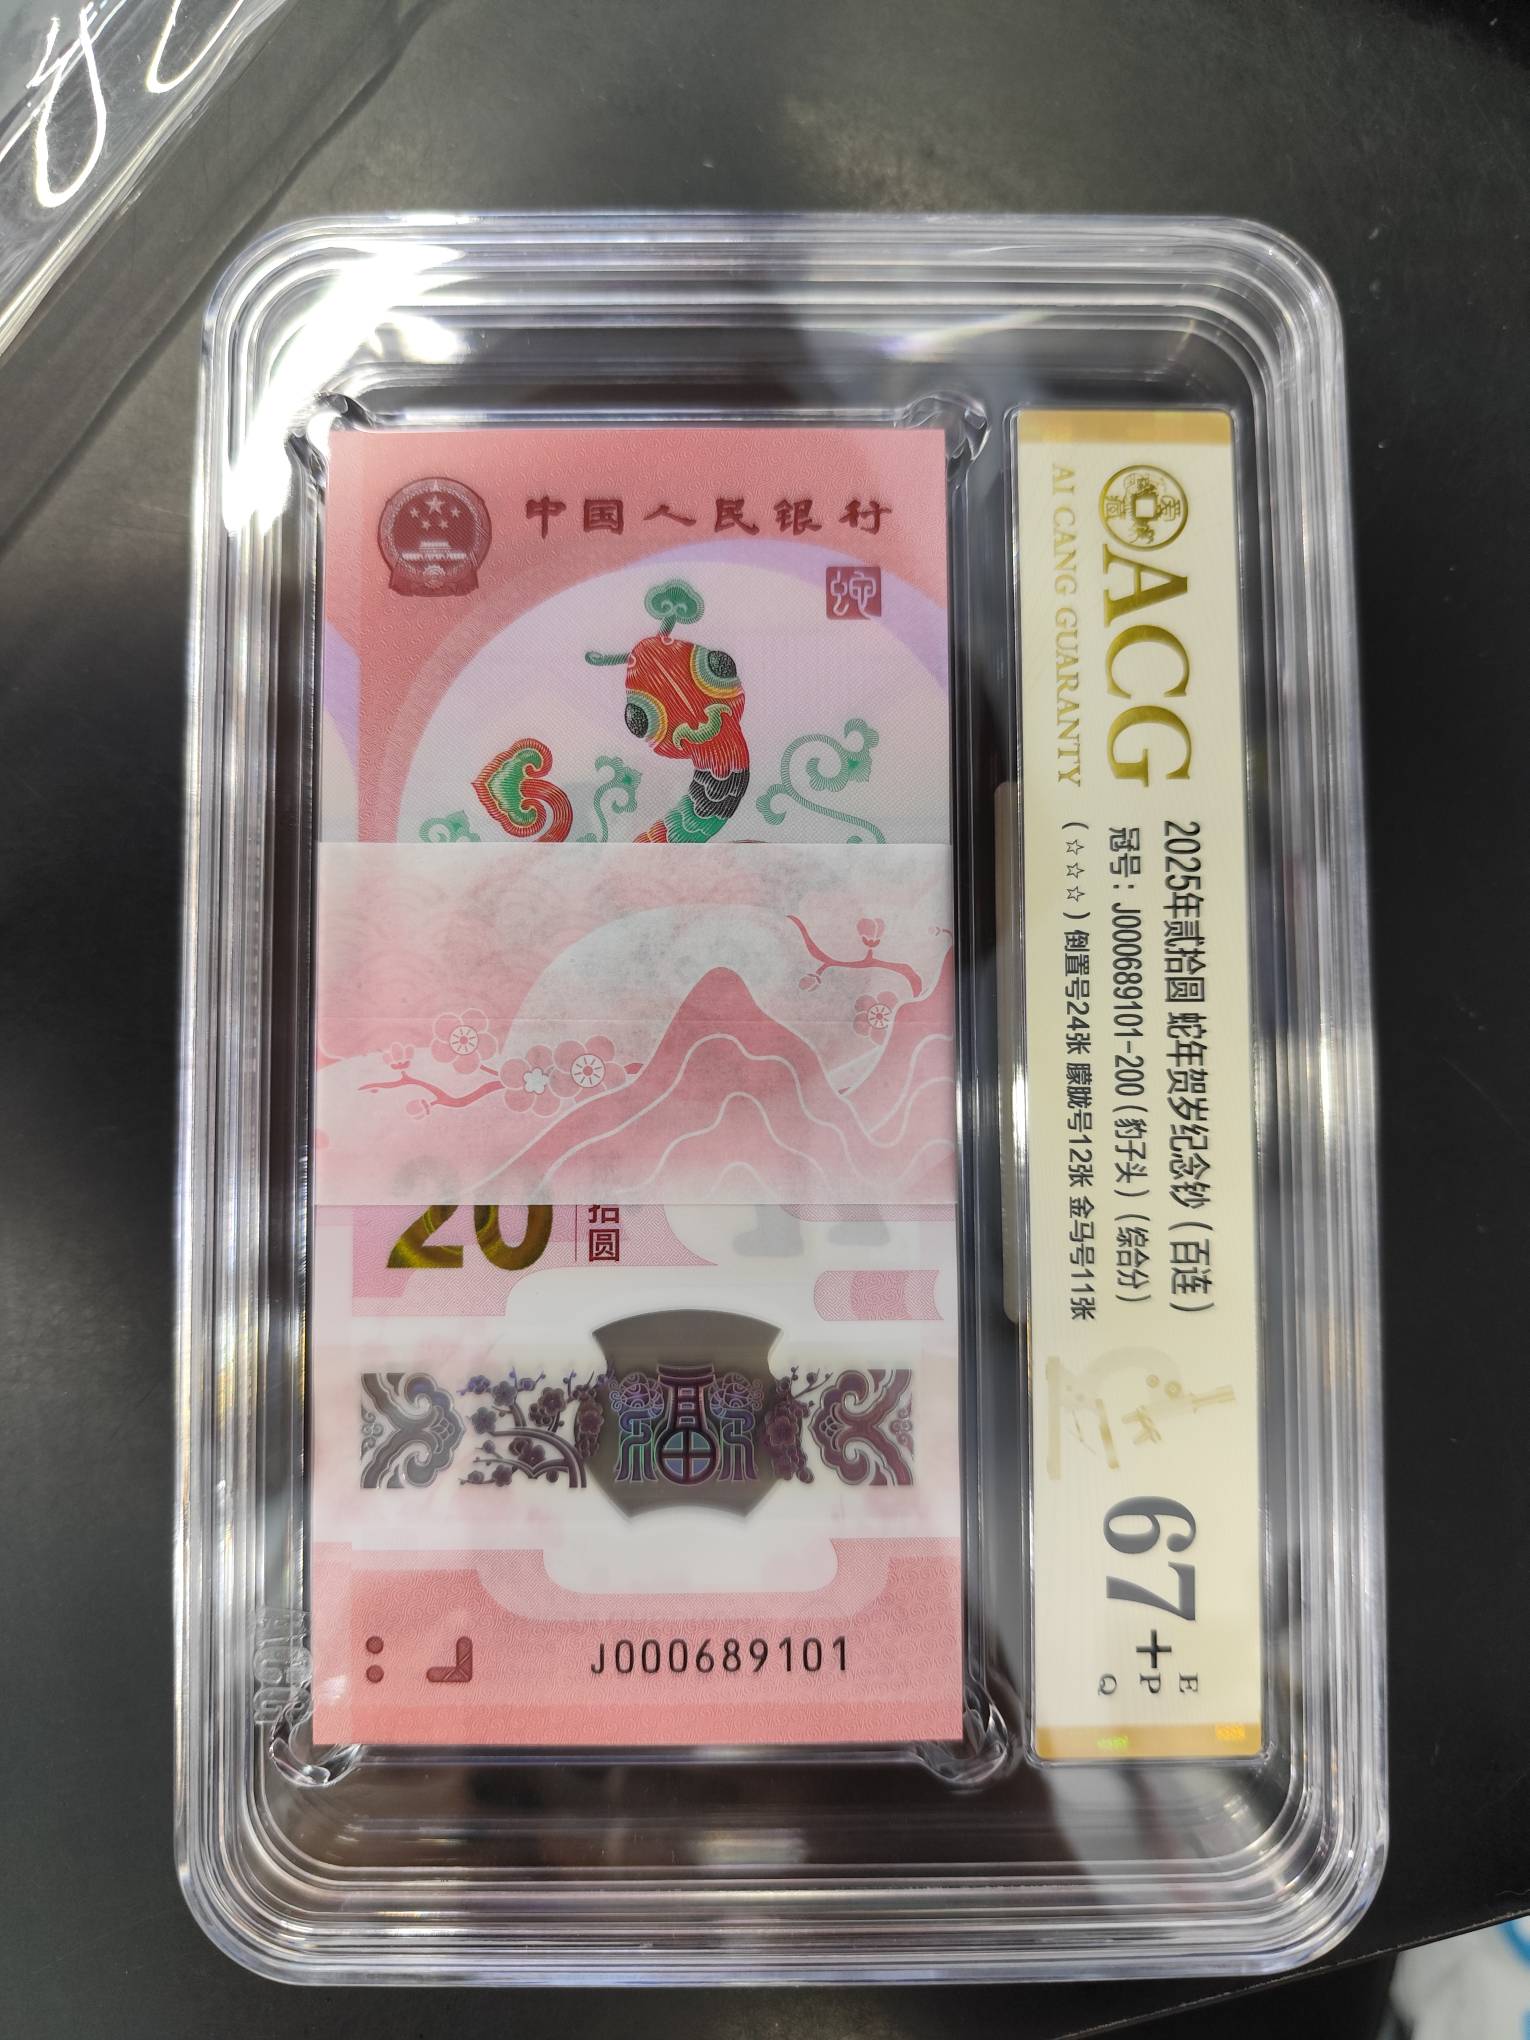 中国人民银行
蛇
20
拾圆
J000689101
ACG
AI CANG GUARANTY
2025年贰拾圆 蛇年贺岁纪念钞（百连）
冠号：J000689101-200（豹子头）（综合分）
（☆☆☆）倒置号24张 朦胧号12张 金马号11张
67+
E
P
Q
ACG